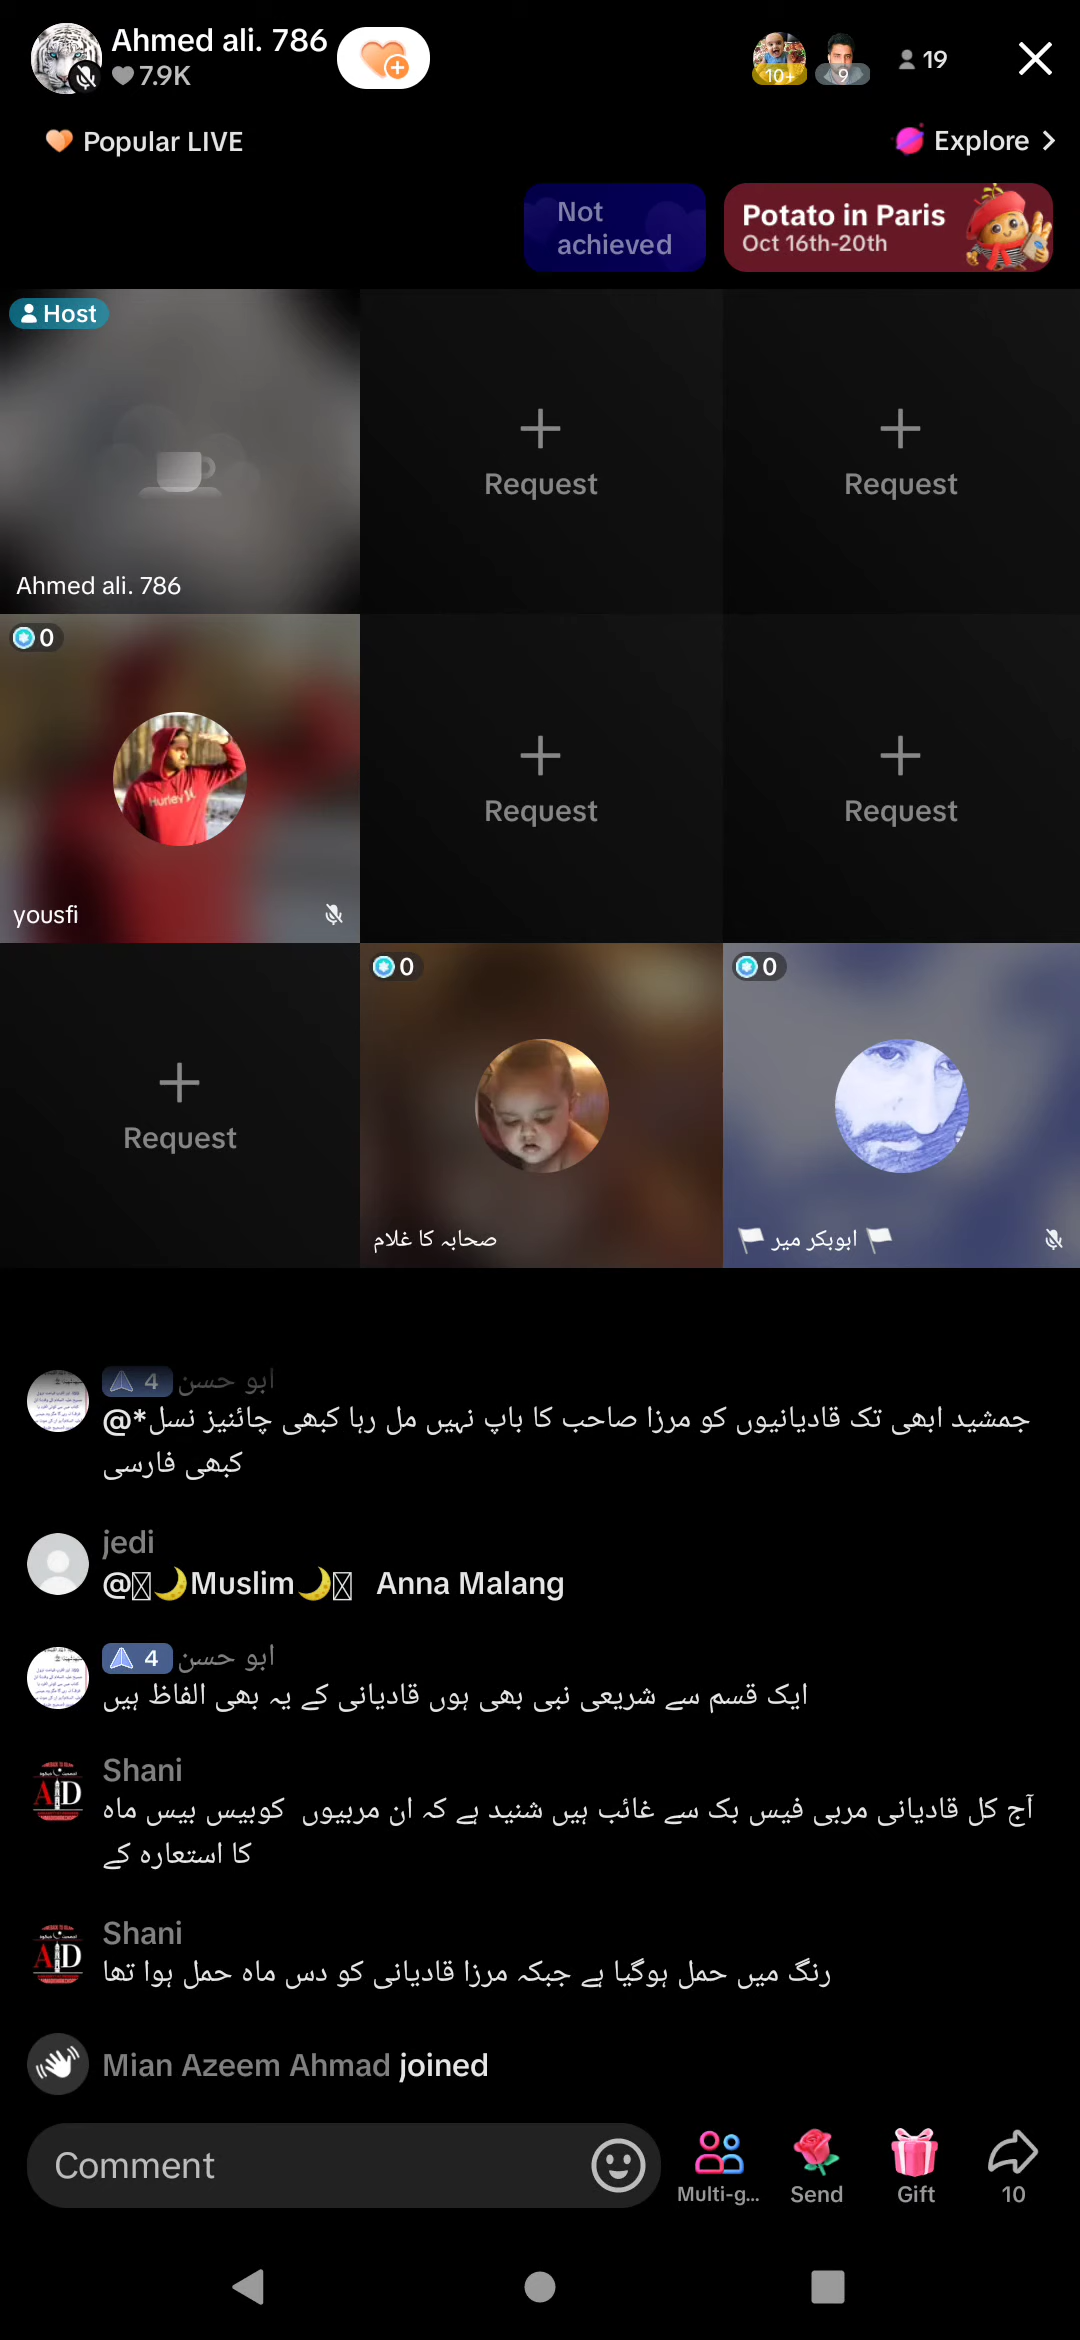 Ahmed ali. 786
7.9K
10+
9
19
Popular LIVE
Explore
Not
achieved
Potato in Paris
Oct 16th-20th
Host
Request
Request
Ahmed ali. 786
0
Hurley
Request
Request
yousfi
0
0
Request
صحابہ کا غلام
🏳 ابوبکر میر 🏳
4 ابو حسن
@*جمشید ابھی تک قادیانیوں کو مرزا صاحب کا باپ نہیں مل رہا کبھی چائنیز نسل
کبھی فارسی
jedi
@🌙Muslim🌙 Anna Malang
4 ابو حسن
ایک قسم سے شریعی نبی بھی ہوں قادیانی کے یہ بھی الفاظ ہیں
Shani
آج کل قادیانی مربی فیس بک سے غائب ہیں شنید ہے کہ ان مربیوں کوبیس بیس ماہ
کا استعارہ کے
Shani
رنگ میں حمل ہوگیا ہے جبکہ مرزا قادیانی کو دس ماہ حمل ہوا تھا
Mian Azeem Ahmad joined
Comment
Multi-g...
Send
Gift
10